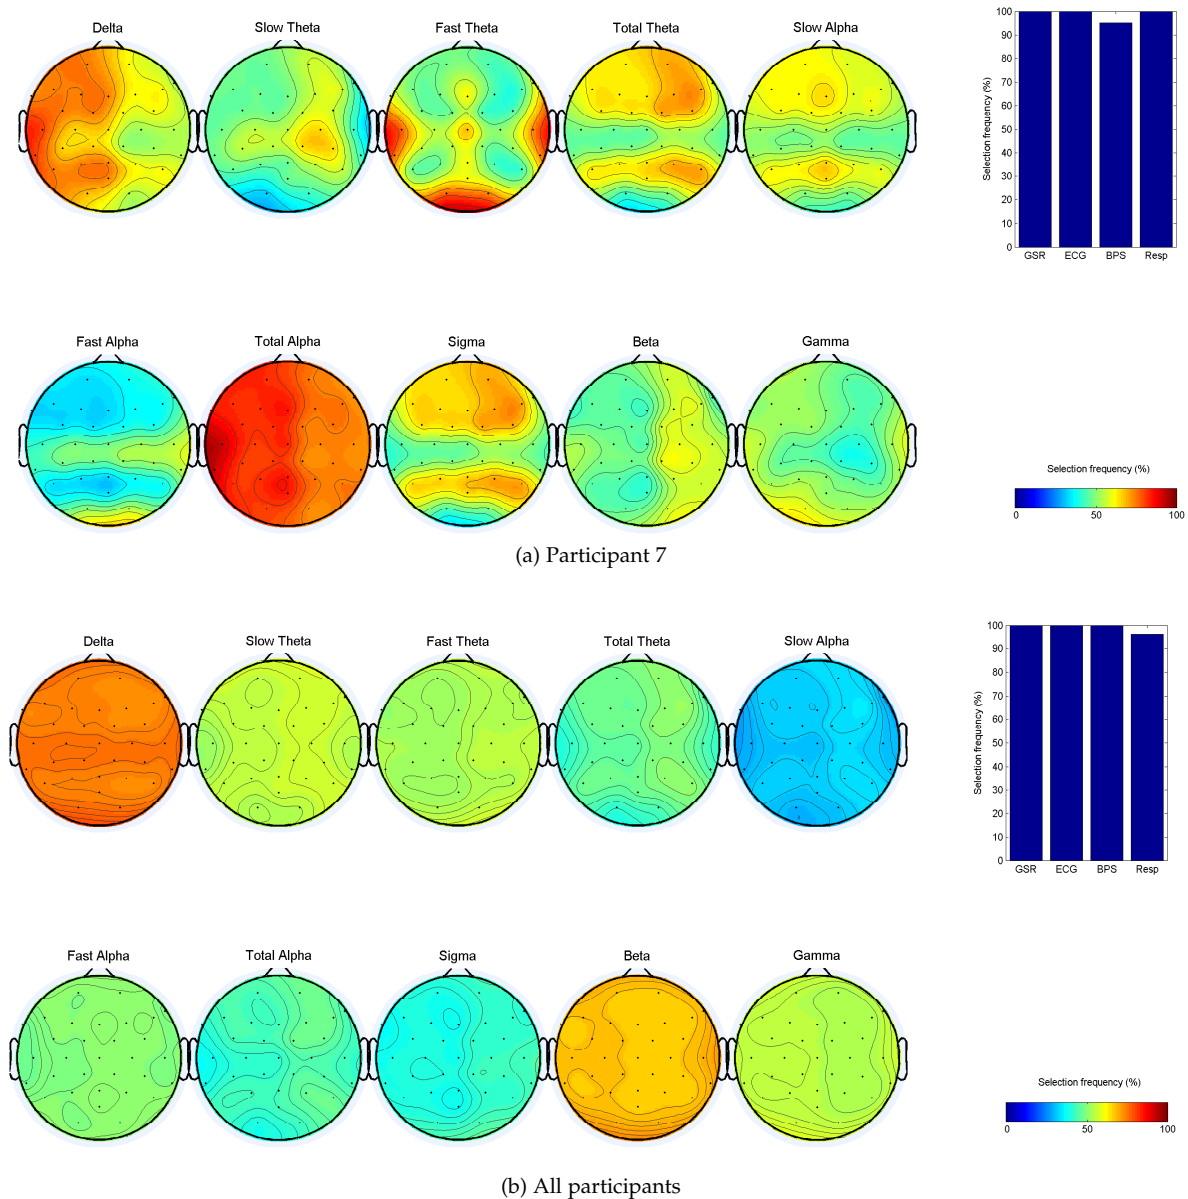 Delta Slow Theta Fast Theta Total Theta Slow Alpha
100
90
80
70
60
50
40
30
20
10
0
Selection frequency (%)
GSR ECG BPS Resp
Fast Alpha Total Alpha Sigma Beta Gamma
Selection frequency (%)
0 50 100
(a) Participant 7
Delta Slow Theta Fast Theta Total Theta Slow Alpha
100
90
80
70
60
50
40
30
20
10
0
Selection frequency (%)
GSR ECG BPS Resp
Fast Alpha Total Alpha Sigma Beta Gamma
Selection frequency (%)
0 50 100
(b) All participants